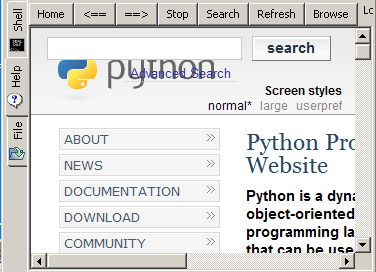 Home <== ==> Stop Search Refresh Browse Lc
Shell
Help
File
search
python
Advanced Search
Screen styles
normal* large userpref
ABOUT
NEWS
DOCUMENTATION
DOWNLOAD
COMMUNITY
Python Pro
Website
Python is a dyna
object-oriented
programming la
that can be use